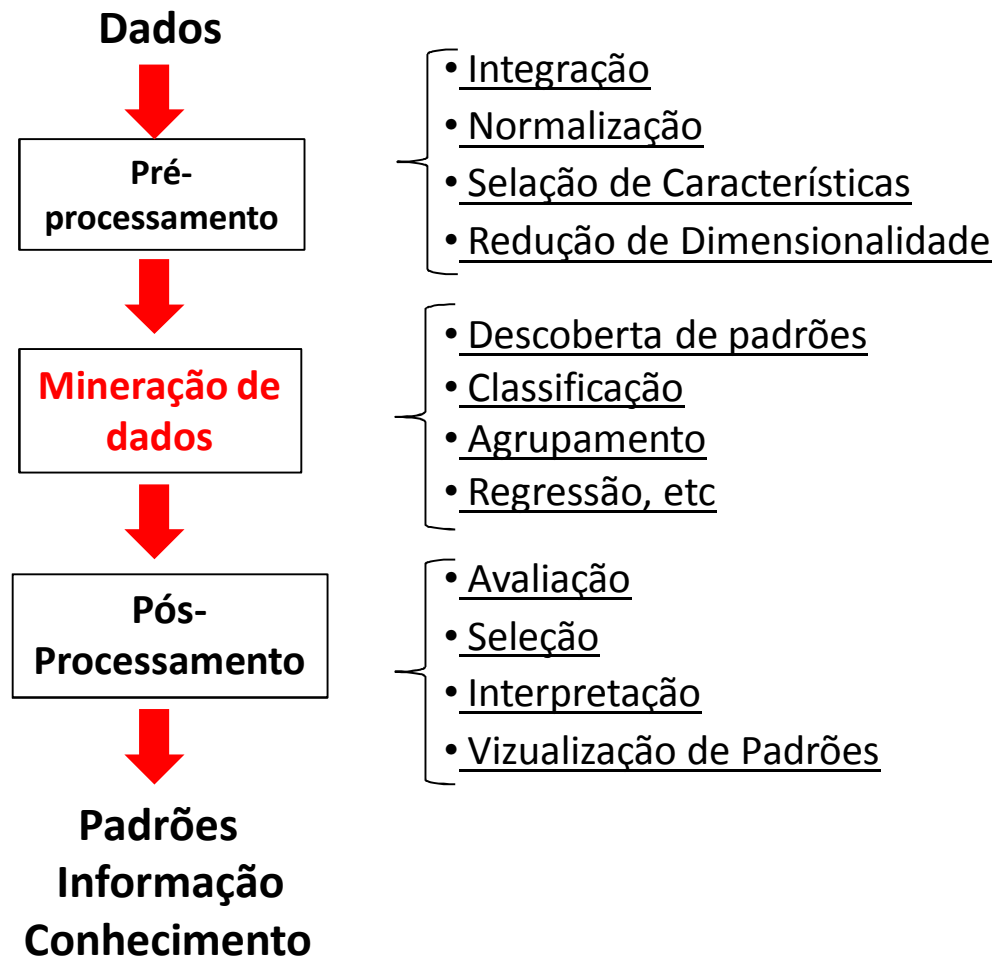 Dados
• Integração
• Normalização
• Selação de Características
• Redução de Dimensionalidade
Pré-
processamento
• Descoberta de padrões
• Classificação
• Agrupamento
• Regressão, etc
Mineração de
dados
• Avaliação
• Seleção
• Interpretação
• Vizualização de Padrões
Pós-
Processamento
Padrões
Informação
Conhecimento